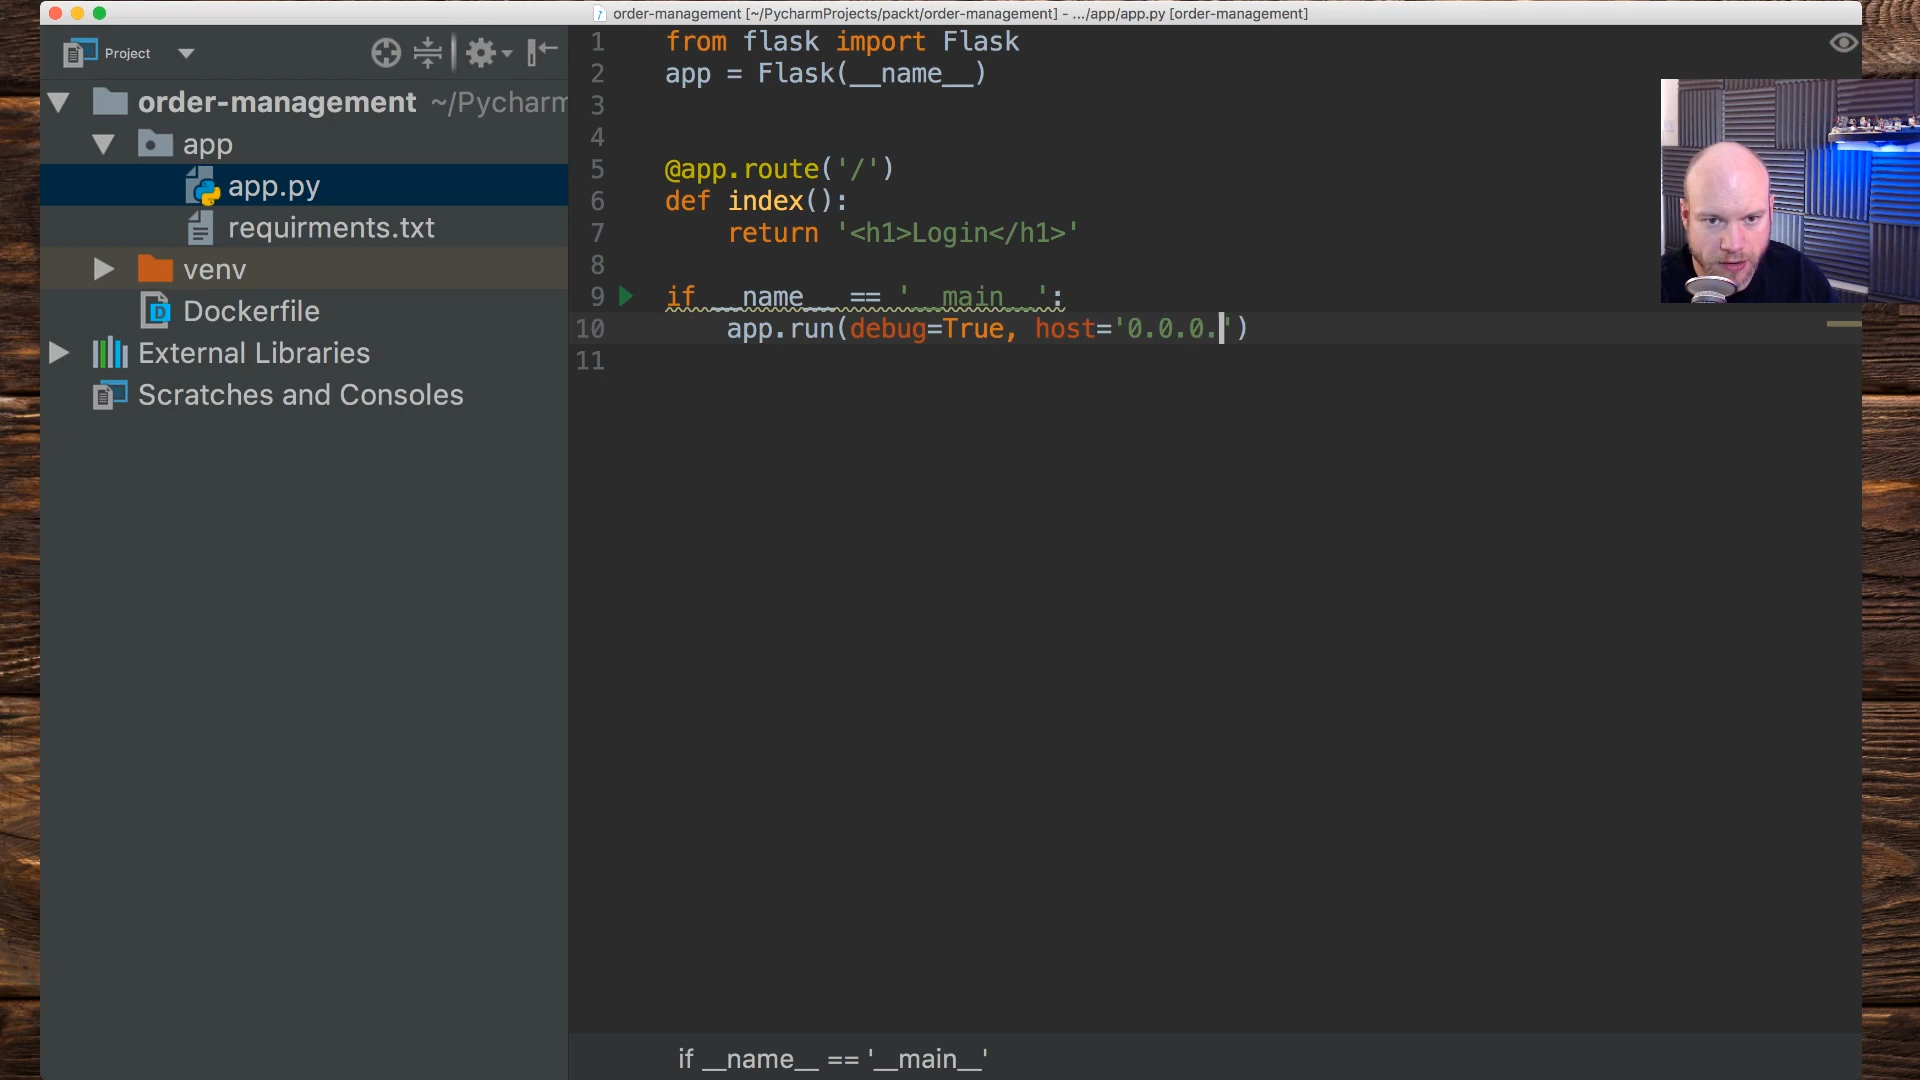 order-management [~/PycharmProjects/packt/order-management] - .../app/app.py [order-management]
Project
order-management ~/Pycharm
app
app.py
requirments.txt
venv
Dockerfile
External Libraries
Scratches and Consoles
1 from flask import Flask
2 app = Flask(__name__)
3
4
5 @app.route('/')
6 def index():
7 return '<h1>Login</h1>'
8
9 if __name__ == '__main__':
10 app.run(debug=True, host='0.0.0.')
11
if __name__ == '__main__'